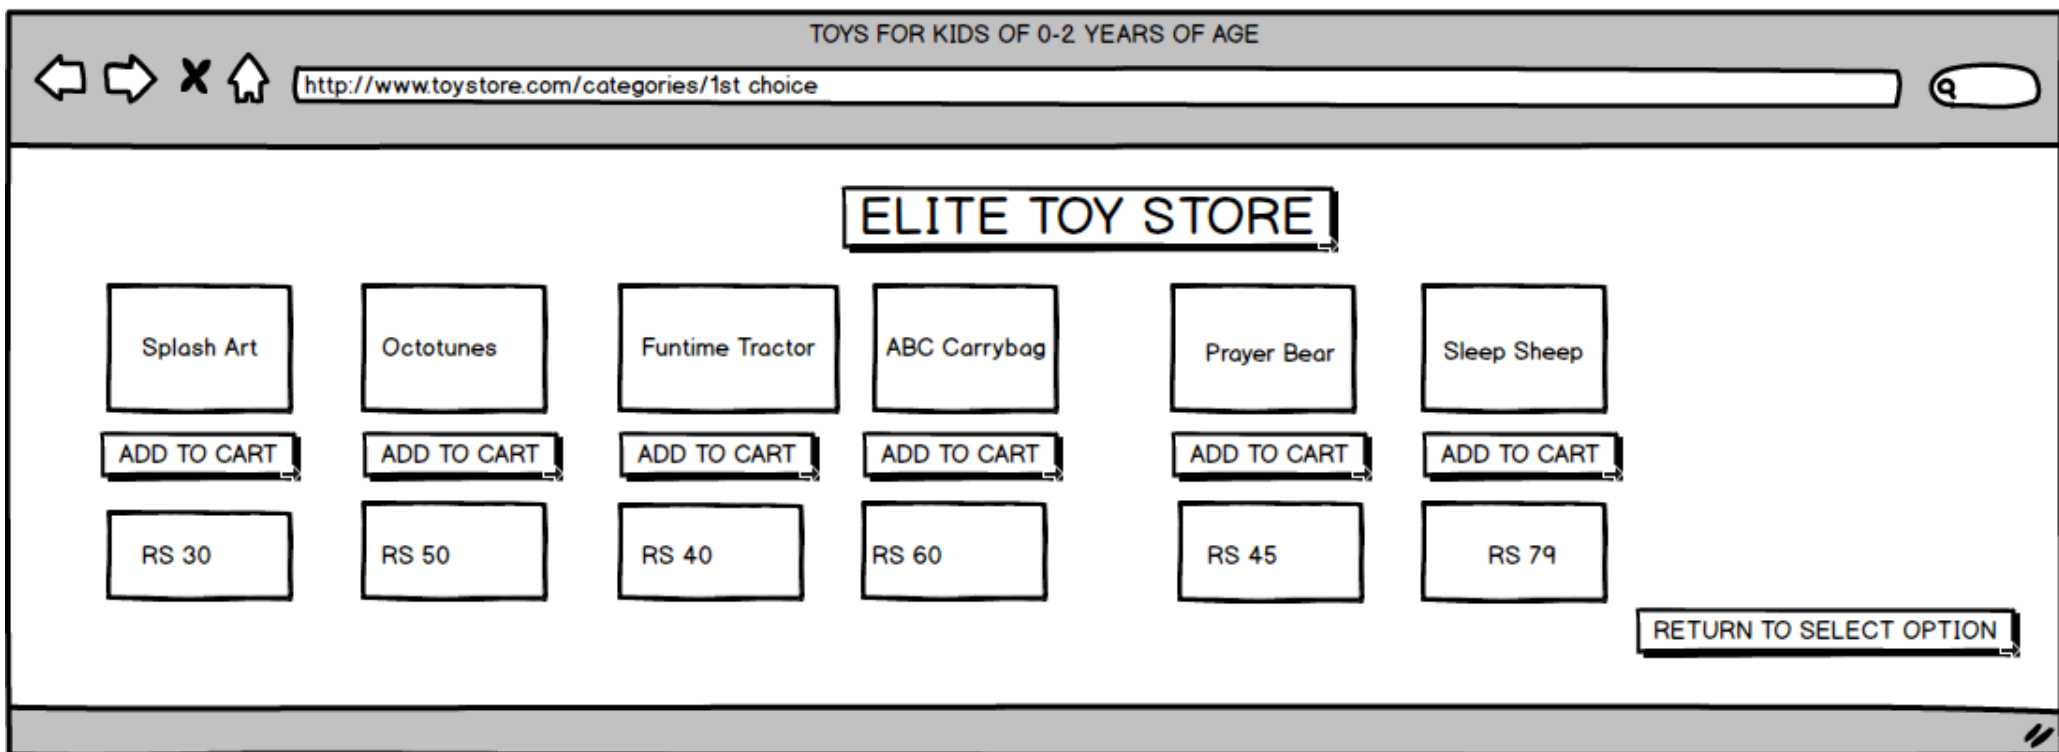 TOYS FOR KIDS OF 0-2 YEARS OF AGE
http://www.toystore.com/categories/1st choice
ELITE TOY STORE
Splash Art
Octotunes
Funtime Tractor
ABC Carrybag
Prayer Bear
Sleep Sheep
ADD TO CART
ADD TO CART
ADD TO CART
ADD TO CART
ADD TO CART
ADD TO CART
RS 30
RS 50
RS 40
RS 60
RS 45
RS 79
RETURN TO SELECT OPTION